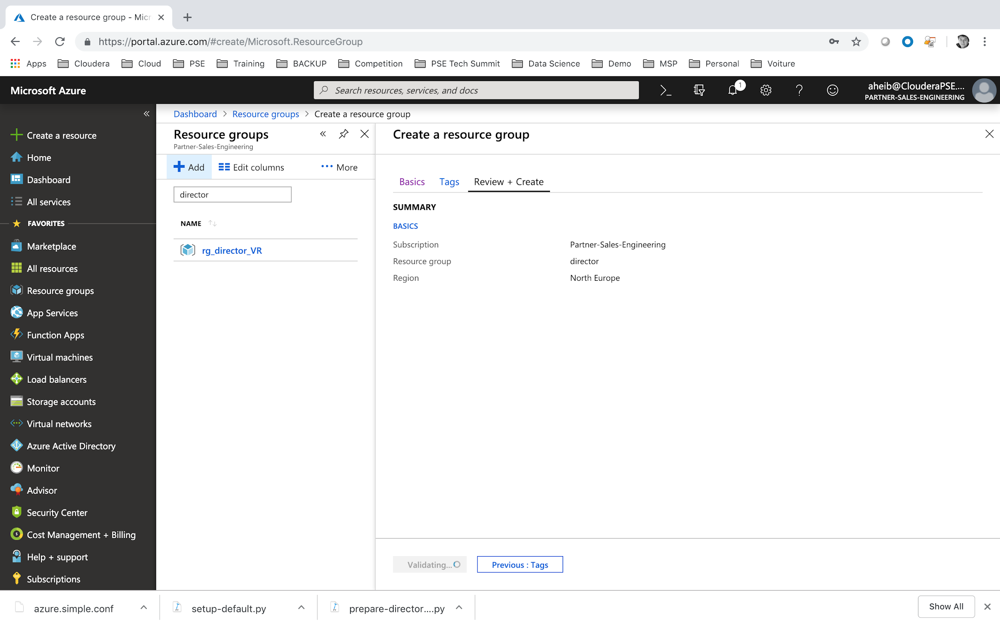 Create a resource group - Micr
https://portal.azure.com/#create/Microsoft.ResourceGroup
Apps Cloudera Cloud PSE Training BACKUP Competition PSE Tech Summit Data Science Demo MSP Personal Voiture
Microsoft Azure
Search resources, services, and docs
1
aheib@ClouderaPSE....
PARTNER-SALES-ENGINEERING
Create a resource
Home
Dashboard
All services
FAVORITES
Marketplace
All resources
Resource groups
App Services
Function Apps
Virtual machines
Load balancers
Storage accounts
Virtual networks
Azure Active Directory
Monitor
Advisor
Security Center
Cost Management + Billing
Help + support
Subscriptions
Dashboard > Resource groups > Create a resource group
Resource groups
Partner-Sales-Engineering
Add Edit columns More
director
NAME
rg_director_VR
Create a resource group
Basics Tags Review + Create
SUMMARY
BASICS
Subscription Partner-Sales-Engineering
Resource group director
Region North Europe
Validating... Previous : Tags
azure.simple.conf setup-default.py prepare-director....py Show All